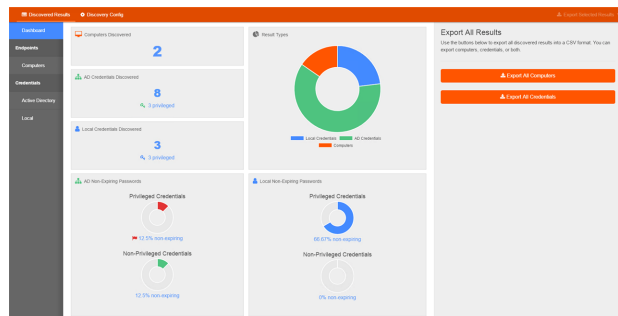 Discovered Results
Discovery Config
Export Selected Results
Dashboard
Endpoints
Computers
Credentials
Active Directory
Local
Computers Discovered
2
AD Credentials Discovered
8
3 privileged
Local Credentials Discovered
3
3 privileged
Result Types
Local Credentials
AD Credentials
Computers
AD Non-Expiring Passwords
Privileged Credentials
12.5% non-expiring
Non-Privileged Credentials
12.5% non-expiring
Local Non-Expiring Passwords
Privileged Credentials
66.67% non-expiring
Non-Privileged Credentials
0% non-expiring
Export All Results
Use the buttons below to export all discovered results into a CSV format. You can
export computers, credentials, or both.
Export All Computers
Export All Credentials